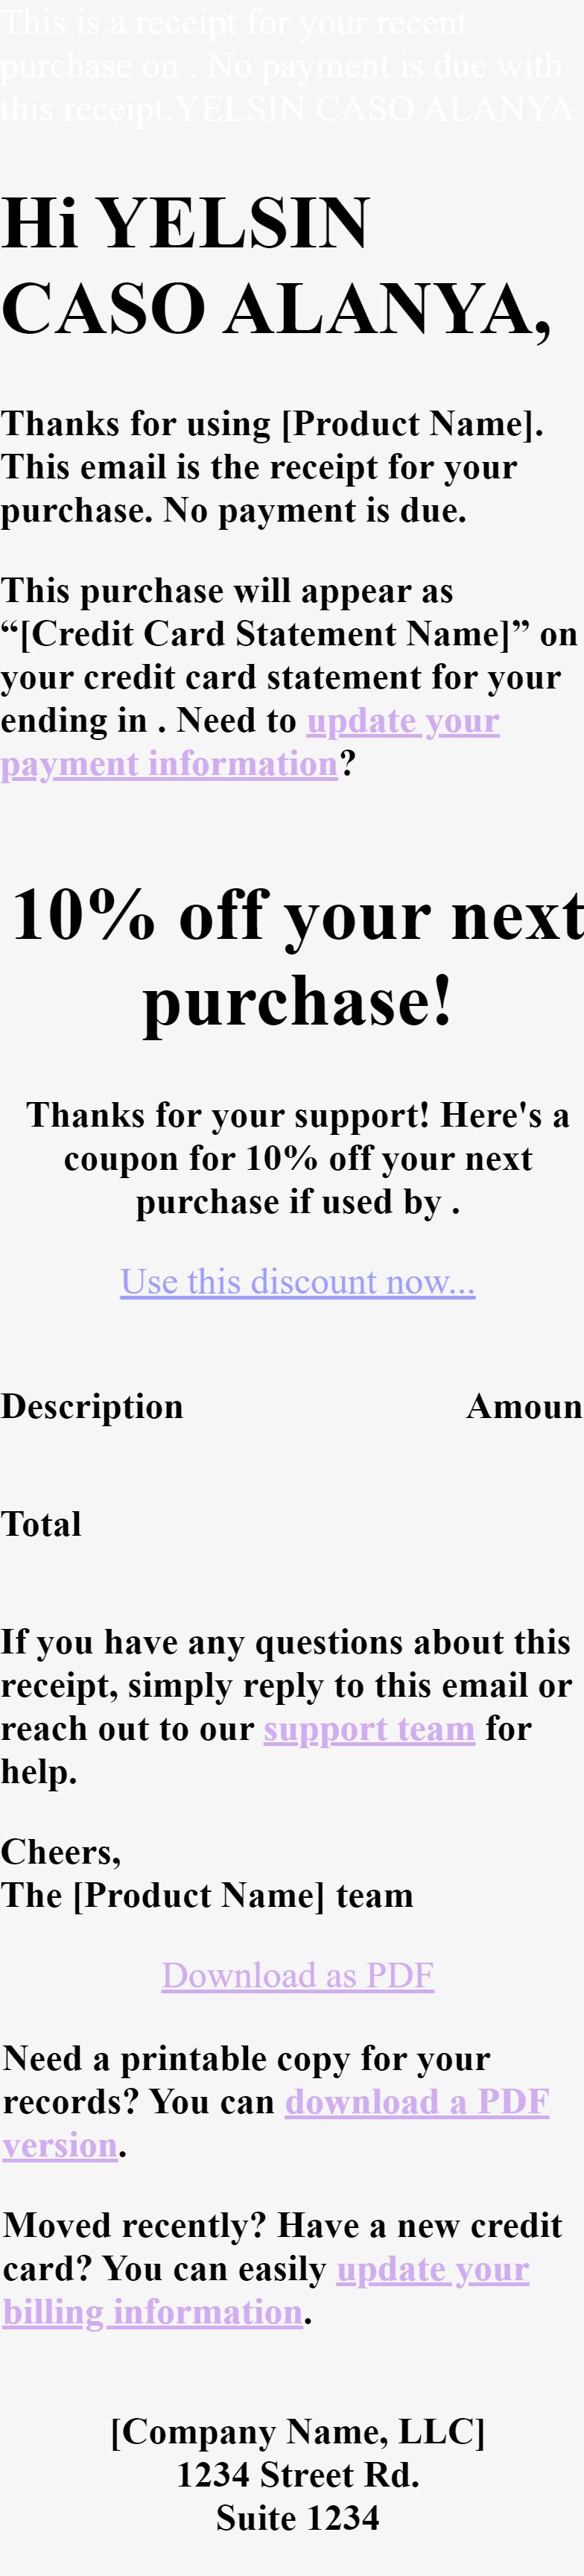 This is a receipt for your recent
purchase on . No payment is due with
this receipt.YELSIN CASO ALANYA
Hi YELSIN
CASO ALANYA,
Thanks for using [Product Name].
This email is the receipt for your
purchase. No payment is due.
This purchase will appear as
“[Credit Card Statement Name]” on
your credit card statement for your
ending in . Need to update your
payment information?
10% off your next
purchase!
Thanks for your support! Here's a
coupon for 10% off your next
purchase if used by .
Use this discount now...
Description Amoun
Total
If you have any questions about this
receipt, simply reply to this email or
reach out to our support team for
help.
Cheers,
The [Product Name] team
Download as PDF
Need a printable copy for your
records? You can download a PDF
version.
Moved recently? Have a new credit
card? You can easily update your
billing information.
[Company Name, LLC]
1234 Street Rd.
Suite 1234